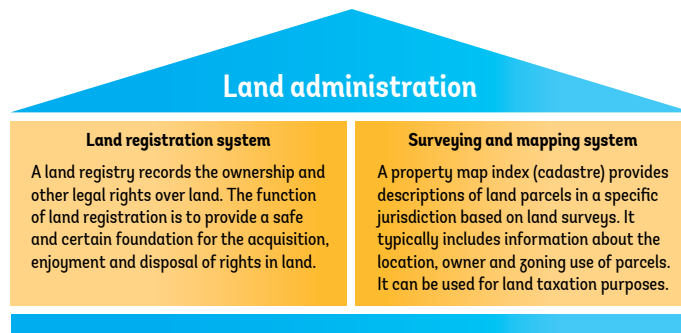 Land administration
Land registration system
A land registry records the ownership and
other legal rights over land. The function
of land registration is to provide a safe
and certain foundation for the acquisition,
enjoyment and disposal of rights in land.
Surveying and mapping system
A property map index (cadastre) provides
descriptions of land parcels in a specific
jurisdiction based on land surveys. It
typically includes information about the
location, owner and zoning use of parcels.
It can be used for land taxation purposes.